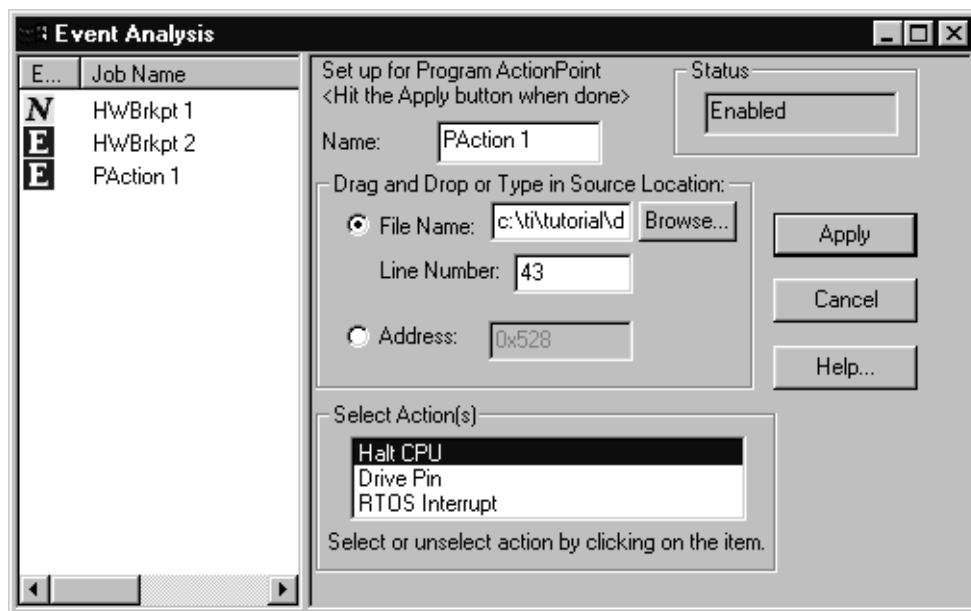 Event Analysis
E... Job Name
N HWBrkpt 1
E HWBrkpt 2
E PAction 1
Set up for Program ActionPoint
<Hit the Apply button when done>
Name: PAction 1
Status
Enabled
Drag and Drop or Type in Source Location:
File Name: c:\ti\tutorial\d Browse...
Line Number: 43
Address: 0x528
Apply
Cancel
Help...
Select Action(s)
Halt CPU
Drive Pin
RTOS Interrupt
Select or unselect action by clicking on the item.